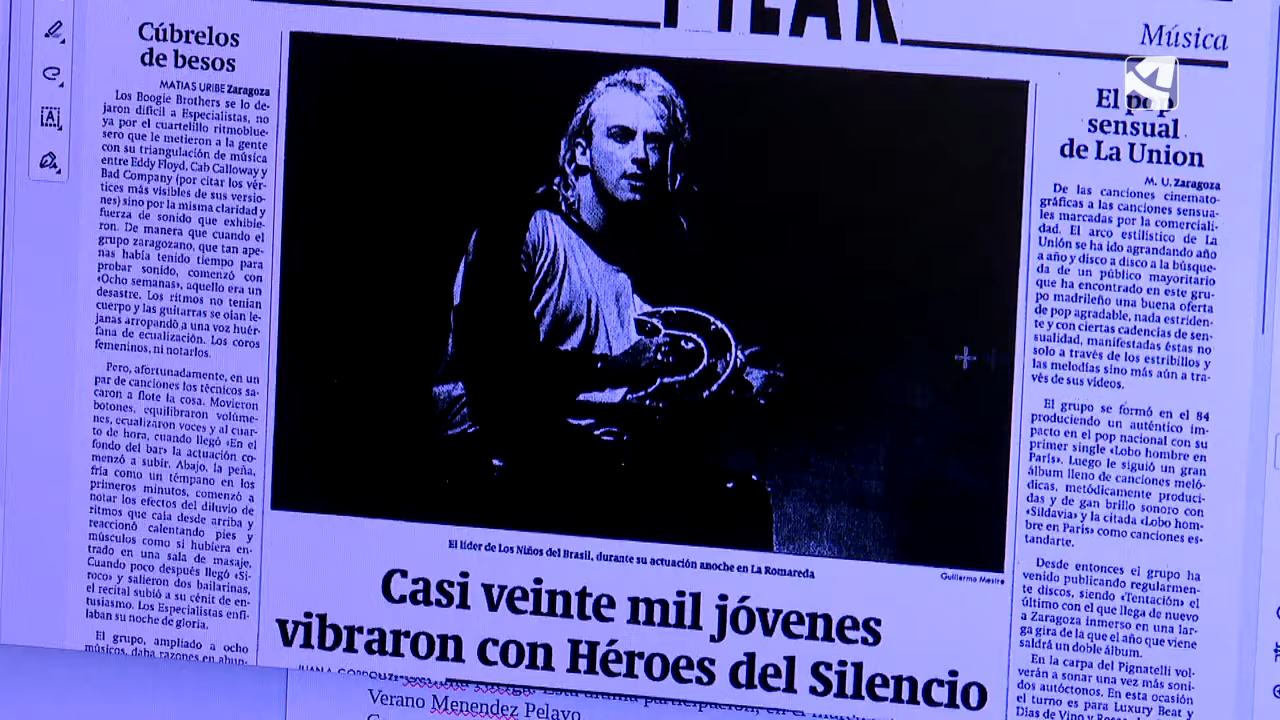 PILAR
Música
Cúbrelos
de besos
MATIAS URIBE Zaragoza
Los Boogie Brothers se lo de-
jaron difícil a Especialistas, no
ya por el cuartelillo ritmoblue-
sero que le metieron a la gente
con su triangulación de música
entre Eddy Floyd, Cab Calloway y
Bad Company (por citar los vér-
tices más visibles de sus versio-
nes) sino por la misma claridad y
fuerza de sonido que exhibie-
ron. De manera que cuando el
grupo zaragozano, que tan ape-
nas había tenido tiempo para
probar sonido, comenzó con
«Ocho semanas», aquello era un
desastre. Los ritmos no tenían
cuerpo y las guitarras se oían le-
janas arropando a una voz huér-
fana de ecualización. Los coros
femeninos, ni notarlos.
Pero, afortunadamente, en un
par de canciones los técnicos sa-
caron a flote la cosa. Movieron
botones, equilibraron volúme-
nes, ecualizaron voces y al cuar-
to de hora, cuando llegó «En el
fondo del bar» la actuación co-
menzó a subir. Abajo, la peña,
fría como un témpano en los
primeros minutos, comenzó a
notar los efectos del diluvio de
ritmos que caía desde arriba y
reaccionó calentando pies y
músculos como si hubiera en-
trado en una sala de masaje.
Cuando poco después llegó «Si-
roco» y salieron dos bailarinas,
el recital subió a su cénit de en-
tusiasmo. Los Especialistas enfi-
laban su noche de gloria.
El grupo, ampliado a ocho
músicos, daba razones en abun-
El líder de Los Niños del Brasil, durante su actuación anoche en La Romareda
Guillermo Mestre
Casi veinte mil jóvenes
vibraron con Héroes del Silencio
El pop
sensual
de La Union
M. U. Zaragoza
De las canciones cinemato-
gráficas a las canciones sensua-
les marcadas por la comerciali-
dad. El arco estilístico de La
Unión se ha ido agrandando año
a año y disco a disco a la búsque-
da de un público mayoritario
que ha encontrado en este gru-
po madrileño una buena oferta
de pop agradable, nada estriden-
te y con ciertas cadencias de sen-
sualidad, manifestadas éstas no
solo a través de los estribillos y
las melodías sino más aún a tra-
vés de sus videos.
El grupo se formó en el 84
produciendo un auténtico im-
pacto en el pop nacional con su
primer single «Lobo hombre en
París». Luego le siguió un gran
álbum lleno de canciones meló-
dicas, metódicamente produci-
das y de gan brillo sonoro con
«Sildavia» y la citada «Lobo hom-
bre en París» como canciones es-
tandarte.
Desde entonces el grupo ha
venido publicando regularmen-
te discos, siendo «Tentación» el
último con el que llega de nuevo
a Zaragoza inmerso en una lar-
ga gira de la que el año que viene
saldrá un doble álbum.
En la carpa del Pignatelli vol-
verán a sonar una vez más soni-
dos autóctonos. En esta ocasión
el turno es para Luxury Beat y
Días de Vino y Rosas
Verano Menendez Pelayo